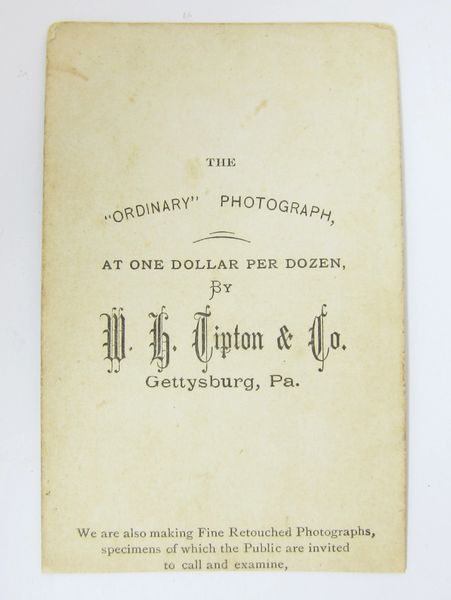 THE
"ORDINARY" PHOTOGRAPH,
AT ONE DOLLAR PER DOZEN,
BY
W. H. Tipton & Co.
Gettysburg, Pa.
We are also making Fine Retouched Photographs,
specimens of which the Public are invited
to call and examine,